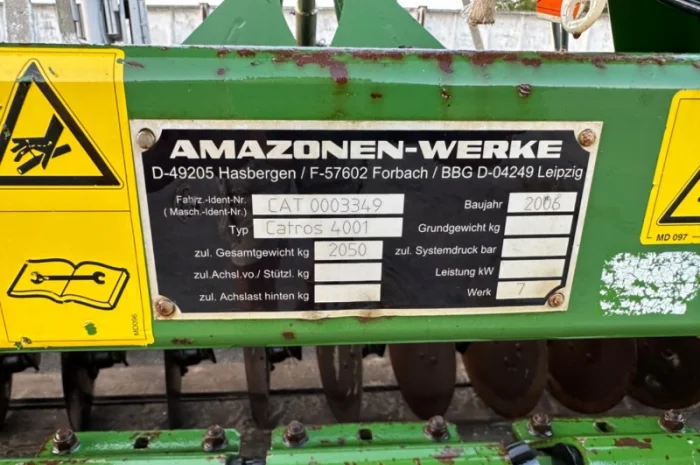 AMAZONEN-WERKE
D-49205 Hasbergen / F-57602 Forbach / BBG D-04249 Leipzig
Fahrz.-Ident-Nr. (Masch.-Ident-Nr.) CAT 0003349 Baujahr 2006
Typ Catros 4001 Grundgewicht kg
zul. Gesamtgewicht kg 2050 zul. Systemdruck bar
zul.Achsl.vo./ Stützl. kg Leistung kW
zul. Achslast hinten kg Werk 7
MD 097
MD096